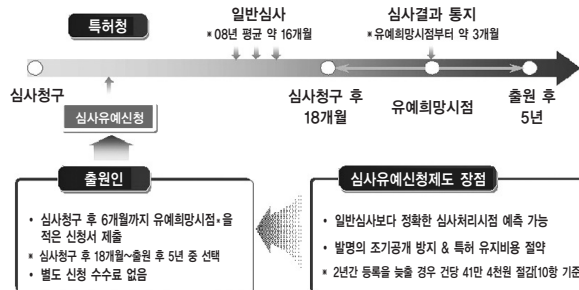 특허청
일반심사
* 08년 평균 약 16개월
심사결과 통지
* 유예희망시점부터 약 3개월
심사청구
심사청구 후
18개월
유예희망시점
출원 후
5년
심사유예신청
출원인
• 심사청구 후 6개월까지 유예희망시점*을
적은 신청서 제출
* 심사청구 후 18개월~출원 후 5년 중 선택
• 별도 신청 수수료 없음
심사유예신청제도 장점
• 일반심사보다 정확한 심사처리시점 예측 가능
• 발명의 조기공개 방지 & 특허 유지비용 절약
* 2년간 등록을 늦출 경우 건당 41만 4천원 절감[10항 기준